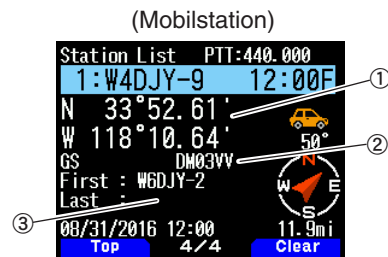 (Mobilstation)
Station List PTT:440.000
1:W4DJY-9 12:00F
N 33°52.61' ①
W 118°10.64' 50°
GS DM03VV ②
N
First : W6DJY-2
W E
Last :
③
S
08/31/2016 12:00 11.9mi
Top 4/4 Clear